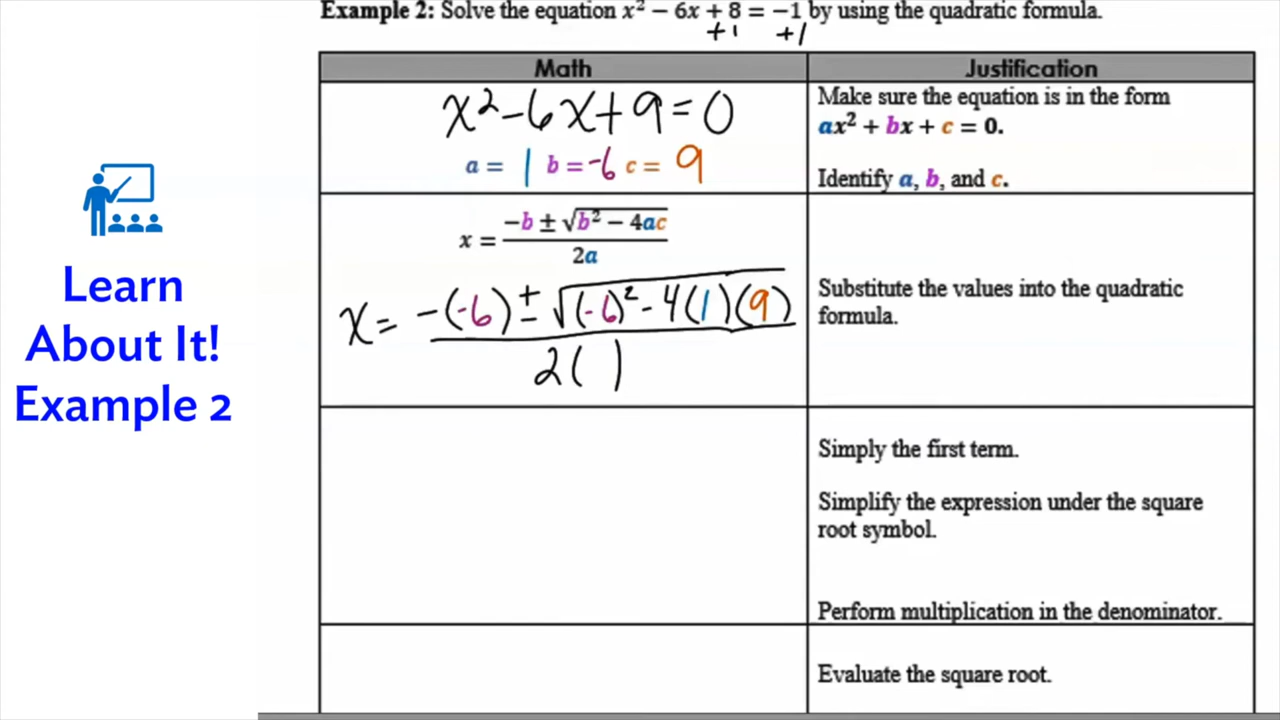 Learn
About It!
Example 2
Example 2: Solve the equation x² − 6x + 8 = −1 by using the quadratic formula.
+1 +1
Math Justification
x² - 6x + 9 = 0
a = 1 b = -6 c = 9
Make sure the equation is in the form
ax² + bx + c = 0.
Identify a, b, and c.
x = (−b ± √(b² − 4ac)) / 2a
x = (-(-6) ± √((-6)² - 4(1)(9))) / 2( )
Substitute the values into the quadratic
formula.
Simply the first term.
Simplify the expression under the square
root symbol.
Perform multiplication in the denominator.
Evaluate the square root.